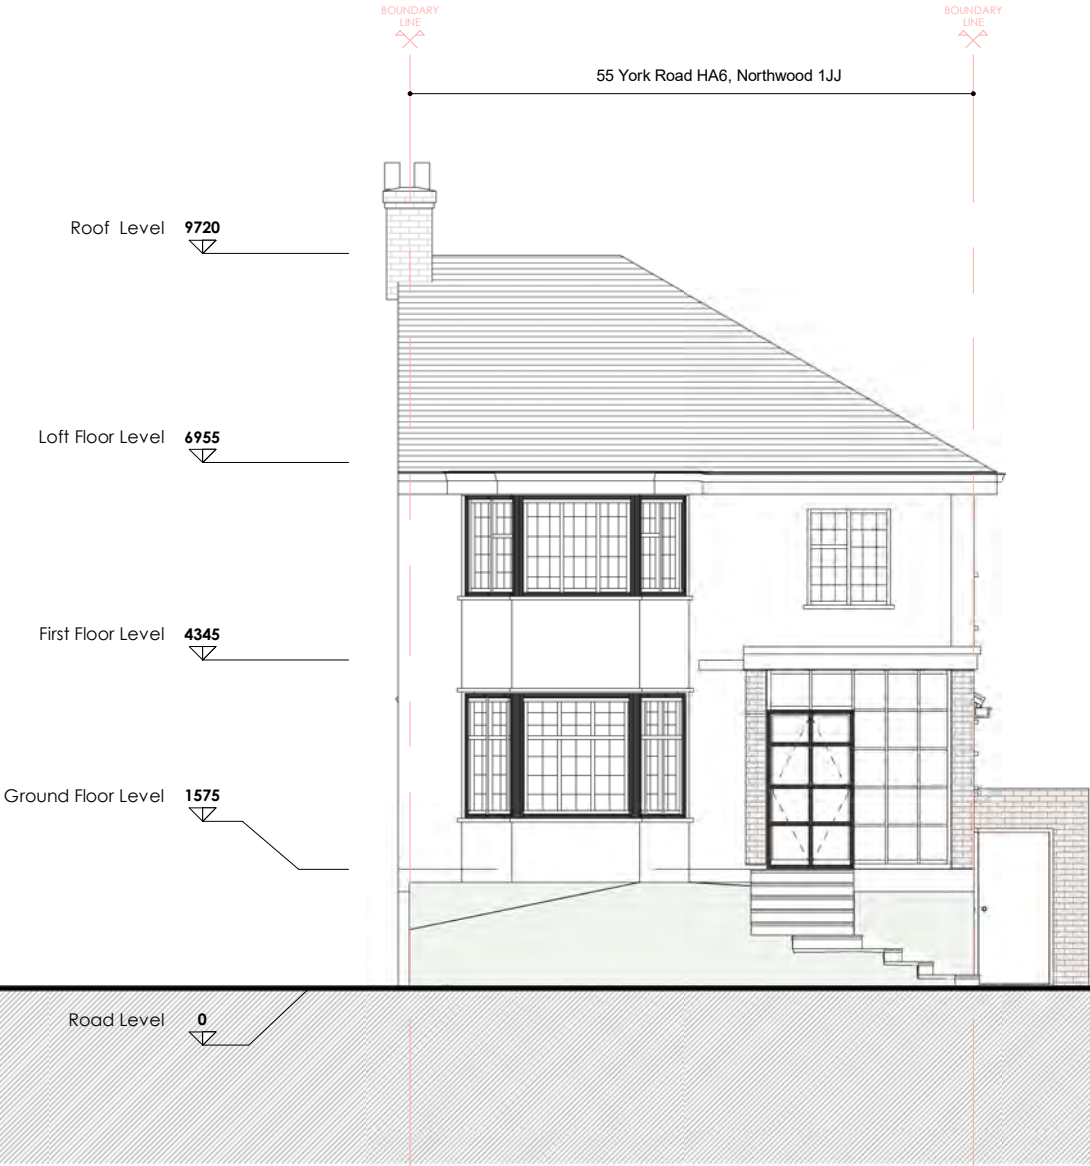 BOUNDARY
LINE
BOUNDARY
LINE
55 York Road HA6, Northwood 1JJ
Roof Level 9720
Loft Floor Level 6955
First Floor Level 4345
Ground Floor Level 1575
Road Level 0